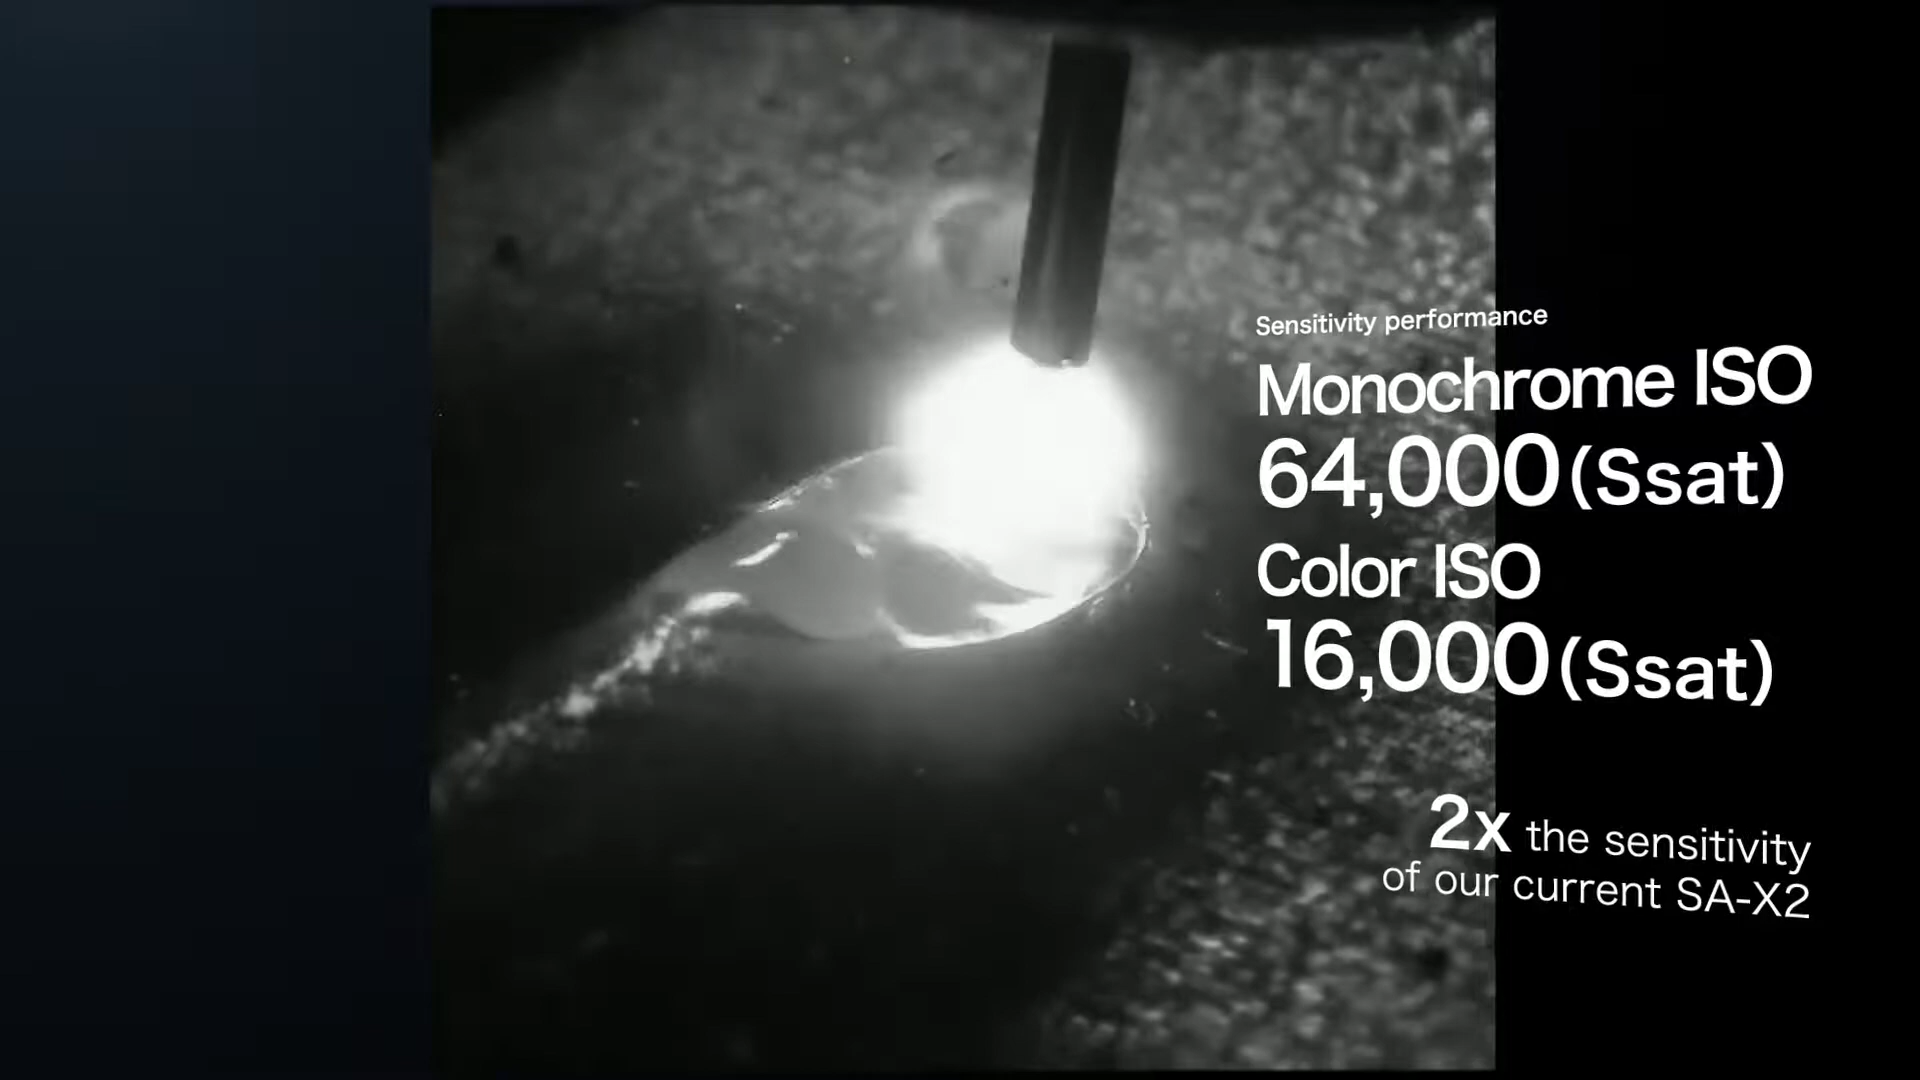 Sensitivity performance
Monochrome ISO
64,000(Ssat)
Color ISO
16,000(Ssat)
2x the sensitivity
of our current SA-X2